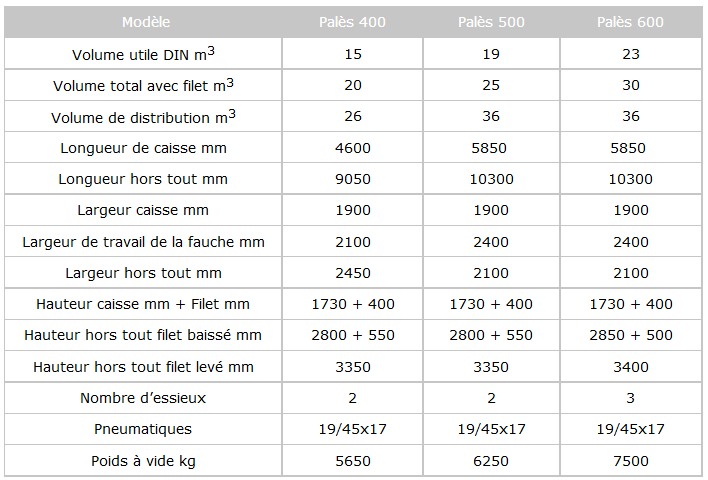 Modèle Palès 400 Palès 500 Palès 600
Volume utile DIN m3 15 19 23
Volume total avec filet m3 20 25 30
Volume de distribution m3 26 36 36
Longueur de caisse mm 4600 5850 5850
Longueur hors tout mm 9050 10300 10300
Largeur caisse mm 1900 1900 1900
Largeur de travail de la fauche mm 2100 2400 2400
Largeur hors tout mm 2450 2100 2100
Hauteur caisse mm + Filet mm 1730 + 400 1730 + 400 1730 + 400
Hauteur hors tout filet baissé mm 2800 + 550 2800 + 550 2850 + 500
Hauteur hors tout filet levé mm 3350 3350 3400
Nombre d’essieux 2 2 3
Pneumatiques 19/45x17 19/45x17 19/45x17
Poids à vide kg 5650 6250 7500